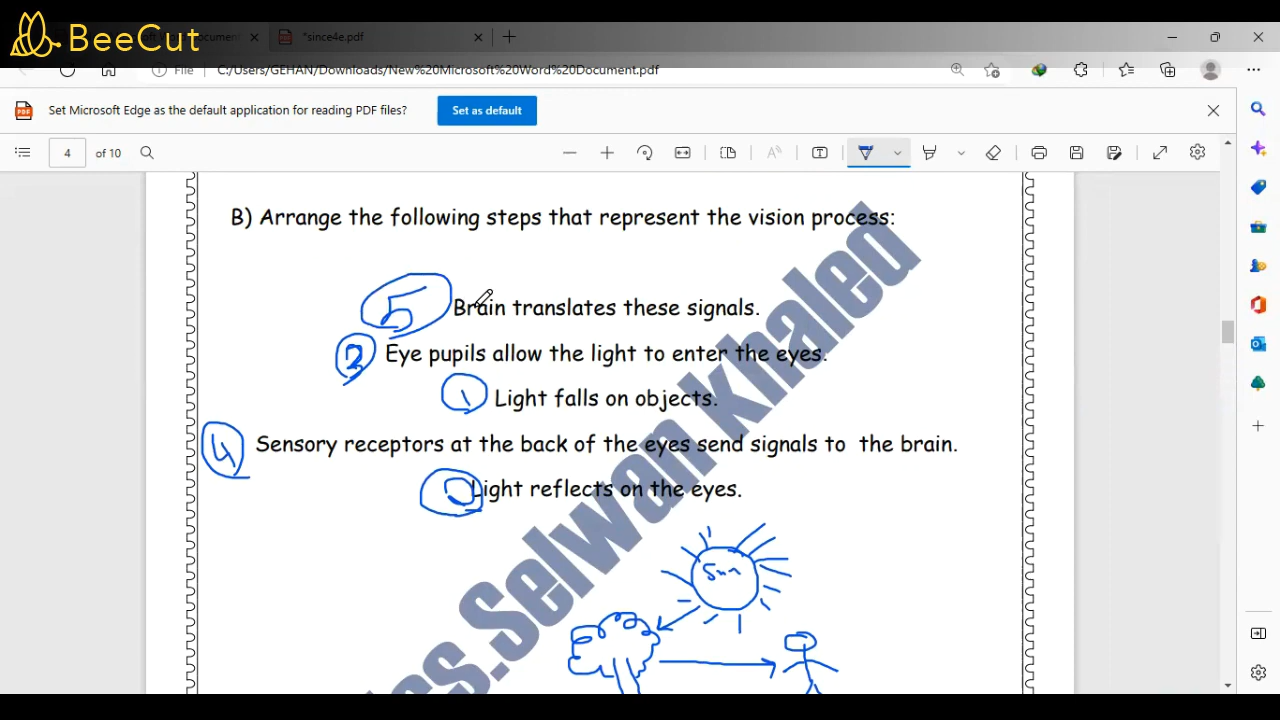 BeeCut
*since4e.pdf
File C:/Users/GEHAN/Downloads/New%20Microsoft%20Word%20Document.pdf
Set Microsoft Edge as the default application for reading PDF files? Set as default
4 of 10
B) Arrange the following steps that represent the vision process:
5 Brain translates these signals.
3 Eye pupils allow the light to enter the eyes.
1 Light falls on objects.
4 Sensory receptors at the back of the eyes send signals to the brain.
Light reflects on the eyes.
Sun
.Selwan Khaled